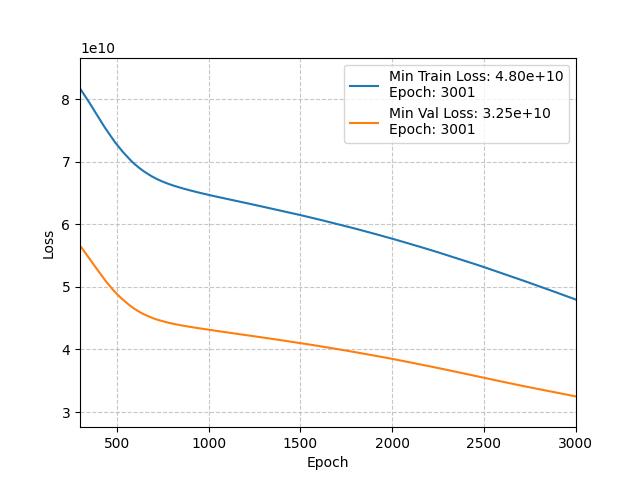 1e10
Min Train Loss: 4.80e+10
Epoch: 3001
Min Val Loss: 3.25e+10
Epoch: 3001
8
7
6
5
4
3
Loss
500
1000
1500
2000
2500
3000
Epoch